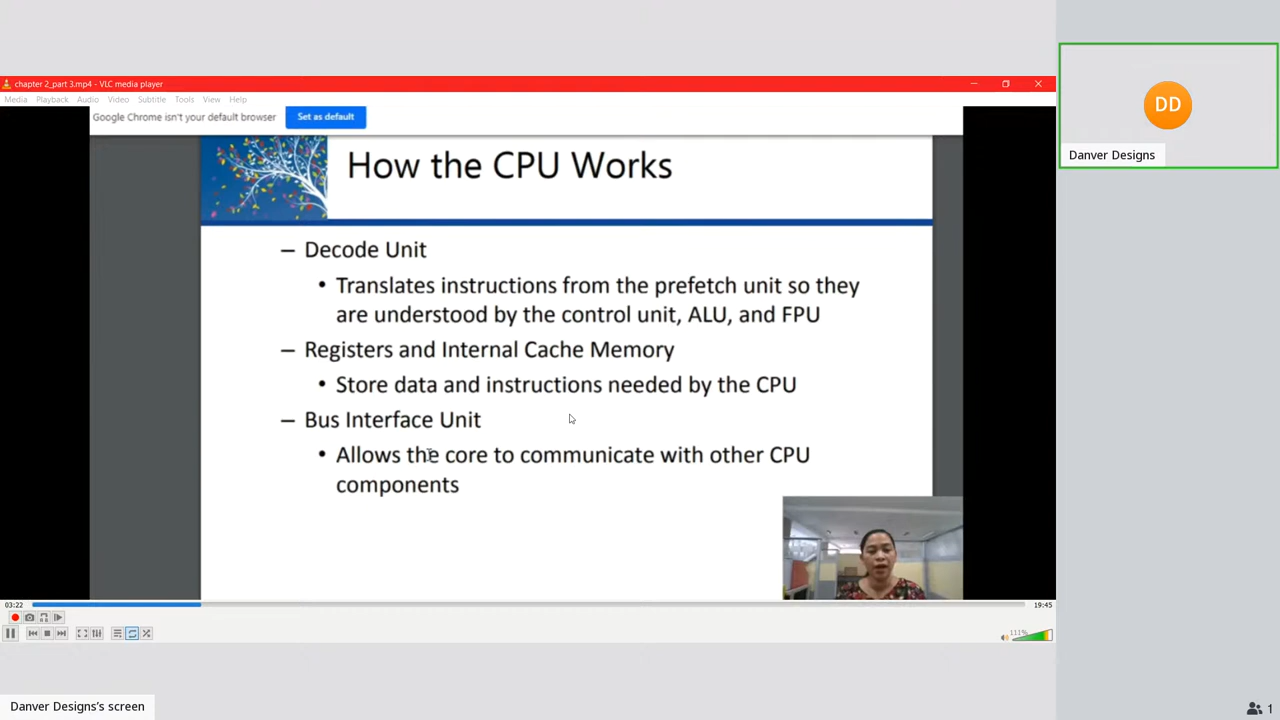 chapter 2_part 3.mp4 - VLC media player
Media Playback Audio Video Subtitle Tools View Help
Google Chrome isn't your default browser Set as default
How the CPU Works
– Decode Unit
• Translates instructions from the prefetch unit so they
are understood by the control unit, ALU, and FPU
– Registers and Internal Cache Memory
• Store data and instructions needed by the CPU
– Bus Interface Unit
• Allows the core to communicate with other CPU
components
03:22 19:45
111%
Danver Designs's screen
DD
Danver Designs
1